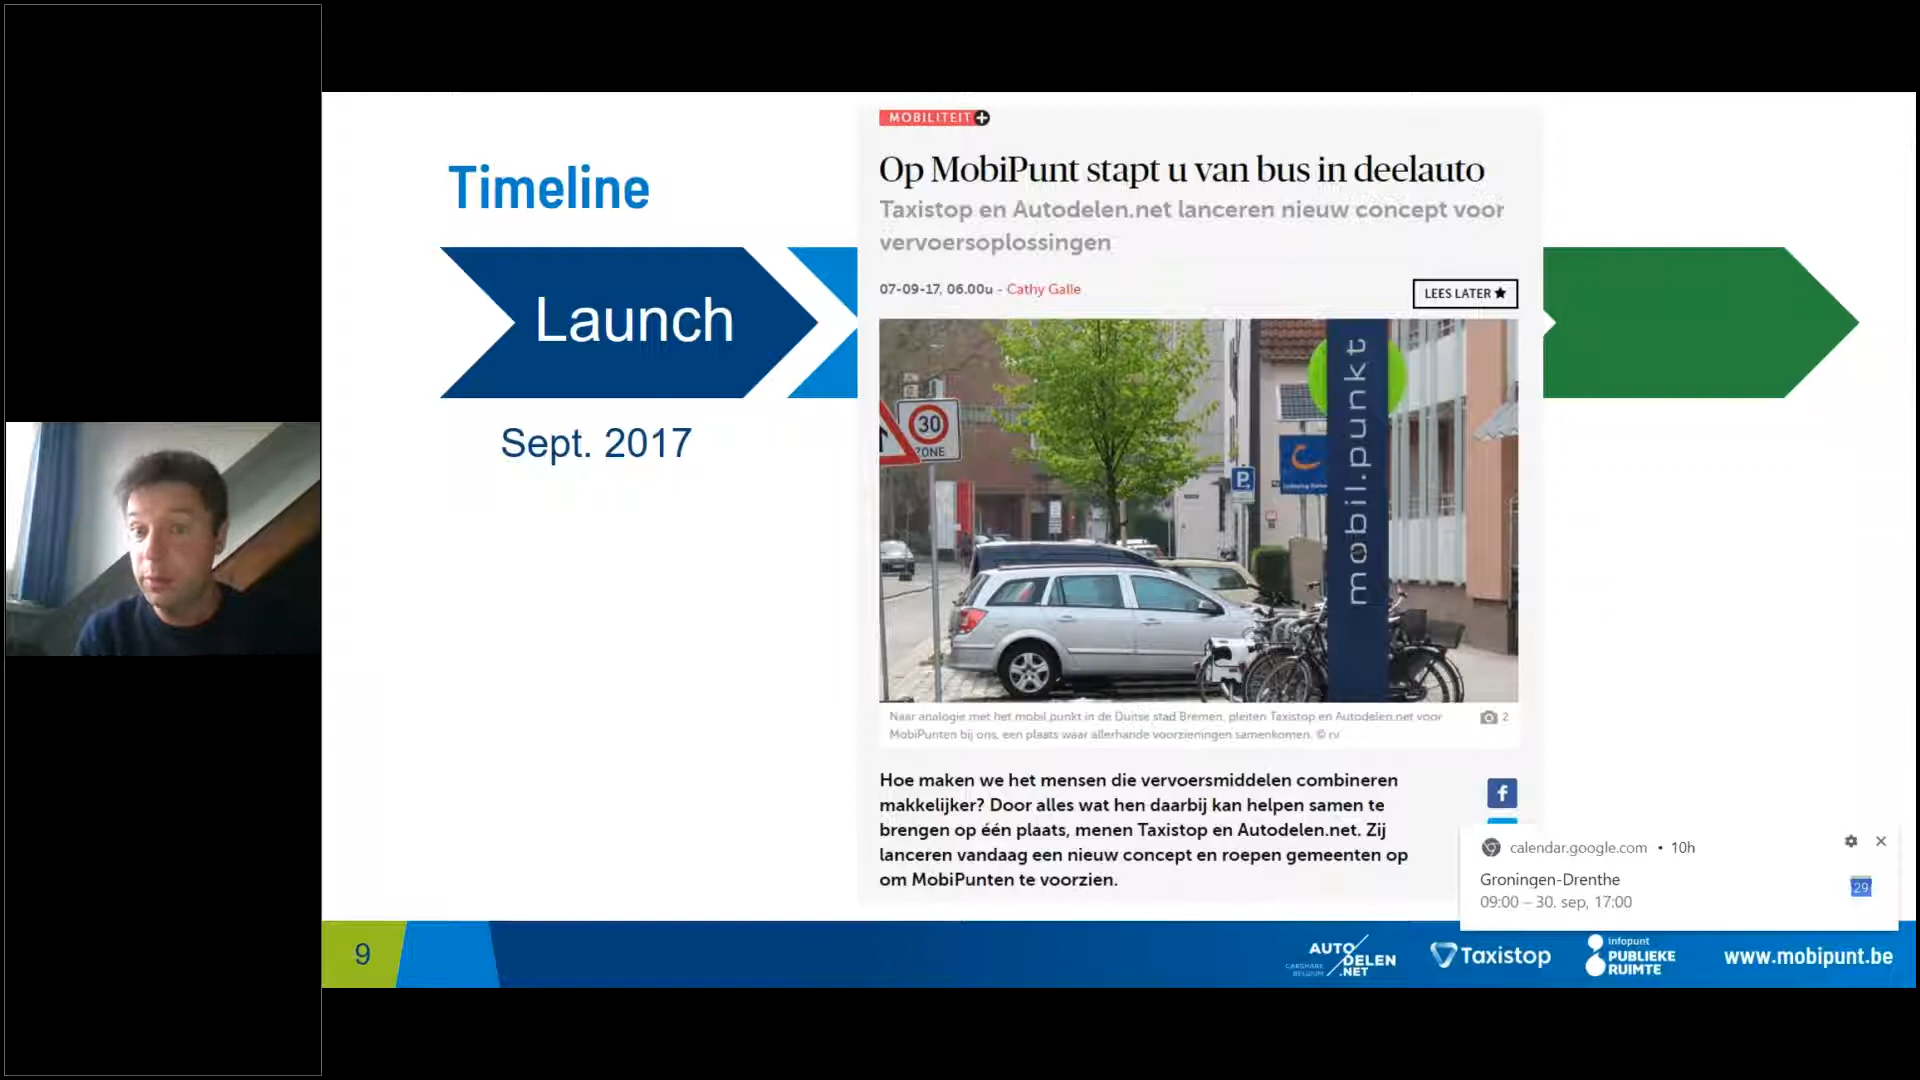 MOBILITEIT+
Timeline
Op MobiPunt stapt u van bus in deelauto
Taxistop en Autodelen.net lanceren nieuw concept voor
vervoersoplossingen
Launch
07-09-17, 06.00u - Cathy Galle
LEES LATER ★
Sept. 2017
30
ZONE
P
mobil.punkt
Naar analogie met het mobil.punkt in de Duitse stad Bremen, pleiten Taxistop en Autodelen.net voor
MobiPunten bij ons, een plaats waar allerhande voorzieningen samenkomen. © rv
2
Hoe maken we het mensen die vervoersmiddelen combineren
makkelijker? Door alles wat hen daarbij kan helpen samen te
brengen op één plaats, menen Taxistop en Autodelen.net. Zij
lanceren vandaag een nieuw concept en roepen gemeenten op
om MobiPunten te voorzien.
f
calendar.google.com • 10h
Groningen-Drenthe
09:00 – 30. sep, 17:00
29
9
AUTO
DELEN
.NET
CARSHARE
BELGIUM
Taxistop
infopunt
PUBLIEKE
RUIMTE
www.mobipunt.be